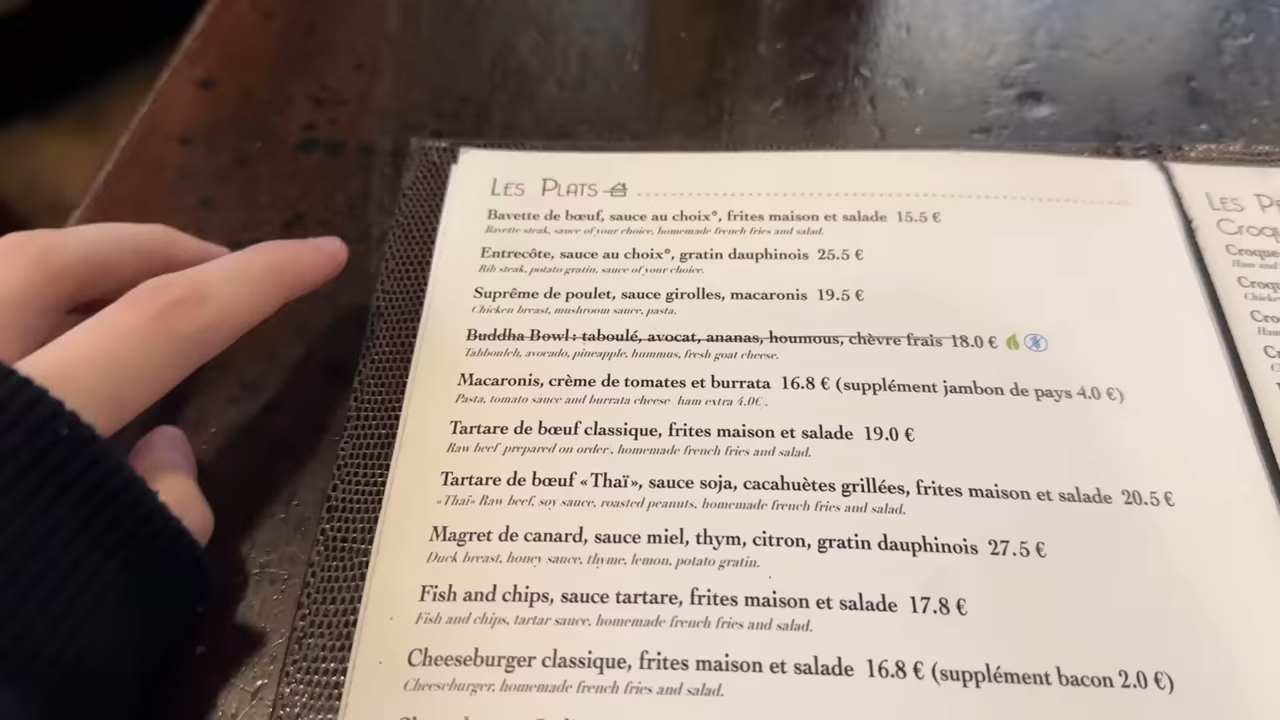 LES PLATS
Bavette de bœuf, sauce au choix*, frites maison et salade 15.5 €
Bavette steak, sauce of your choice, homemade french fries and salad.
Entrecôte, sauce au choix*, gratin dauphinois 25.5 €
Rib steak, potato gratin, sauce of your choice.
Suprême de poulet, sauce girolles, macaronis 19.5 €
Chicken breast, mushroom sauce, pasta.
Buddha Bowl : taboulé, avocat, ananas, houmous, chèvre frais 18.0 €
Tabbouleh, avocado, pineapple, hummus, fresh goat cheese.
Macaronis, crème de tomates et burrata 16.8 € (supplément jambon de pays 4.0 €)
Pasta, tomato sauce and burrata cheese ham extra 4.0€.
Tartare de bœuf classique, frites maison et salade 19.0 €
Raw beef prepared on order, homemade french fries and salad.
Tartare de bœuf «Thaï», sauce soja, cacahuètes grillées, frites maison et salade 20.5 €
«Thaï» Raw beef, soy sauce, roasted peanuts, homemade french fries and salad.
Magret de canard, sauce miel, thym, citron, gratin dauphinois 27.5 €
Duck breast, honey sauce, thyme, lemon, potato gratin.
Fish and chips, sauce tartare, frites maison et salade 17.8 €
Fish and chips, tartar sauce, homemade french fries and salad.
Cheeseburger classique, frites maison et salade 16.8 € (supplément bacon 2.0 €)
Cheeseburger, homemade french fries and salad.
LES
Croque
Ham and